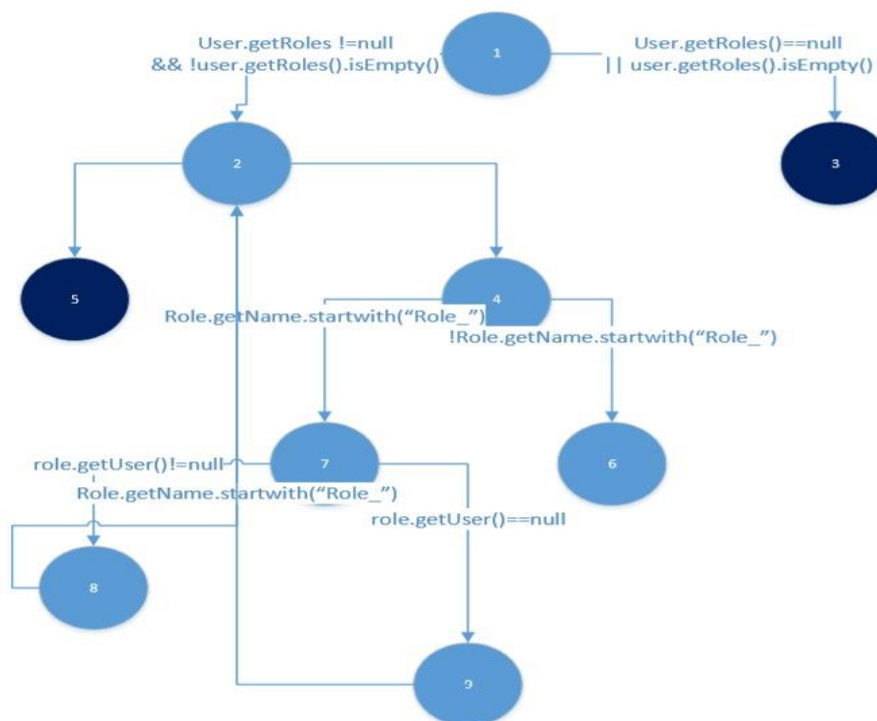 User.getRoles !=null
&& !user.getRoles().isEmpty()
1
User.getRoles()==null
|| user.getRoles().isEmpty()
2
3
5
4
Role.getName.startwith(“Role_”)
!Role.getName.startwith(“Role_”)
role.getUser()!=null
7
6
Role.getName.startwith(“Role_”)
role.getUser()==null
8
9